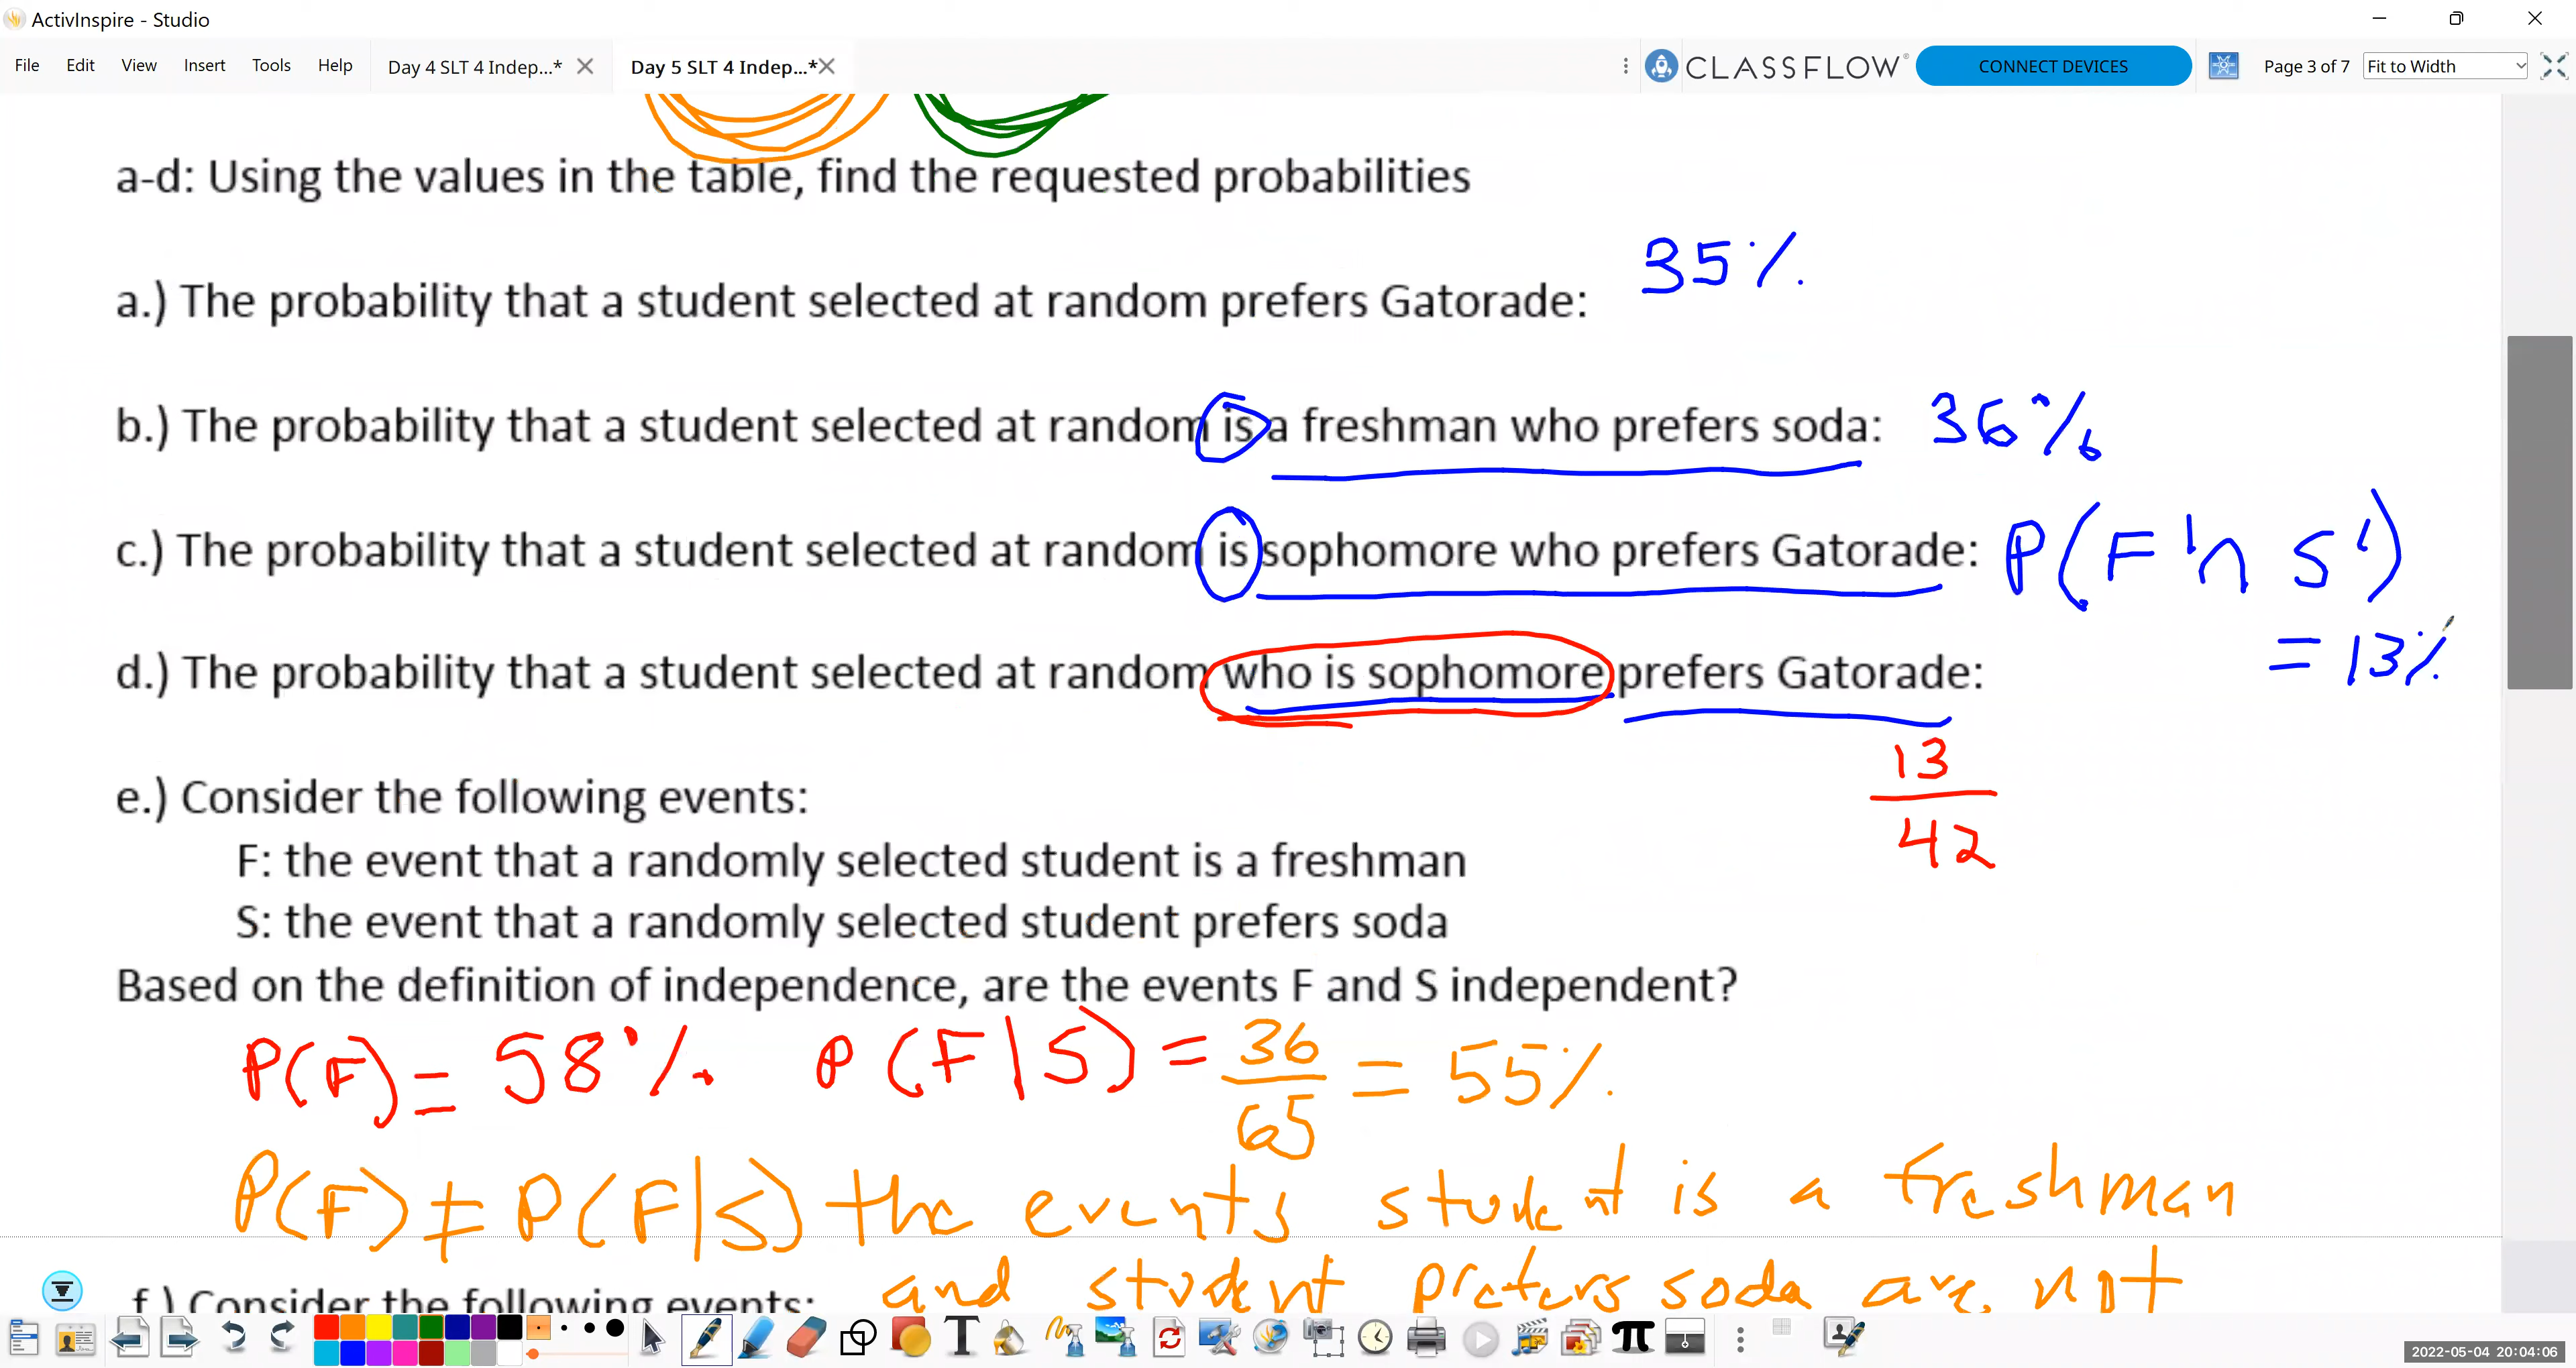 ActivInspire - Studio
File Edit View Insert Tools Help Day 4 SLT 4 Indep...* Day 5 SLT 4 Indep...* CLASSFLOW CONNECT DEVICES Page 3 of 7 Fit to Width
a-d: Using the values in the table, find the requested probabilities
a.) The probability that a student selected at random prefers Gatorade: 35%
b.) The probability that a student selected at random is a freshman who prefers soda: 36%
c.) The probability that a student selected at random is sophomore who prefers Gatorade: P(F'∩ S')
= 13%
d.) The probability that a student selected at random who is sophomore prefers Gatorade:
13
42
e.) Consider the following events:
F: the event that a randomly selected student is a freshman
S: the event that a randomly selected student prefers soda
Based on the definition of independence, are the events F and S independent?
P(F) = 58% P(F|S) = 36/65 = 55%
P(F) ≠ P(F|S) the events student is a freshman
and student prefers soda are not
f.) Consider the following events:
2022-05-04 20:04:06